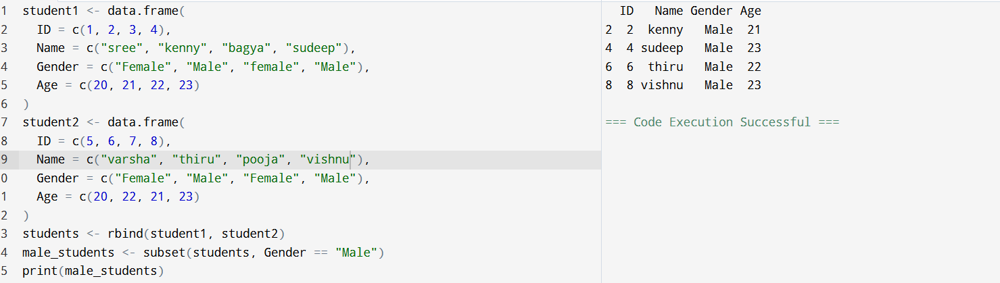 1 student1 <- data.frame(
2 ID = c(1, 2, 3, 4),
3 Name = c("sree", "kenny", "bagya", "sudeep"),
4 Gender = c("Female", "Male", "female", "Male"),
5 Age = c(20, 21, 22, 23)
6 )
7 student2 <- data.frame(
8 ID = c(5, 6, 7, 8),
9 Name = c("varsha", "thiru", "pooja", "vishnu"),
0 Gender = c("Female", "Male", "Female", "Male"),
1 Age = c(20, 22, 21, 23)
2 )
3 students <- rbind(student1, student2)
4 male_students <- subset(students, Gender == "Male")
5 print(male_students)
ID Name Gender Age
2 2 kenny Male 21
4 4 sudeep Male 23
6 6 thiru Male 22
8 8 vishnu Male 23
=== Code Execution Successful ===